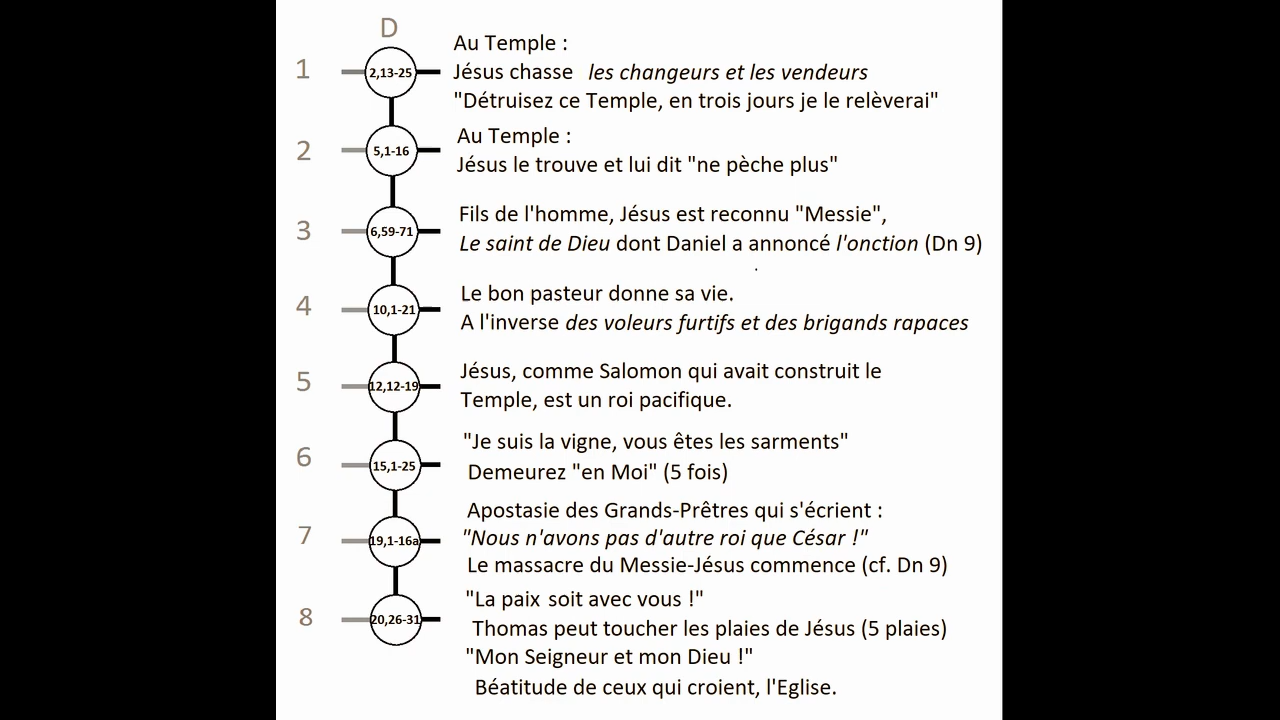 D
1
2,13-25
Au Temple :
Jésus chasse les changeurs et les vendeurs
"Détruisez ce Temple, en trois jours je le relèverai"
2
5,1-16
Au Temple :
Jésus le trouve et lui dit "ne pèche plus"
3
6,59-71
Fils de l'homme, Jésus est reconnu "Messie",
Le saint de Dieu dont Daniel a annoncé l'onction (Dn 9)
4
10,1-21
Le bon pasteur donne sa vie.
A l'inverse des voleurs furtifs et des brigands rapaces
5
12,12-19
Jésus, comme Salomon qui avait construit le
Temple, est un roi pacifique.
6
15,1-25
"Je suis la vigne, vous êtes les sarments"
Demeurez "en Moi" (5 fois)
7
19,1-16a
Apostasie des Grands-Prêtres qui s'écrient :
"Nous n'avons pas d'autre roi que César !"
Le massacre du Messie-Jésus commence (cf. Dn 9)
8
20,26-31
"La paix soit avec vous !"
Thomas peut toucher les plaies de Jésus (5 plaies)
"Mon Seigneur et mon Dieu !"
Béatitude de ceux qui croient, l'Eglise.